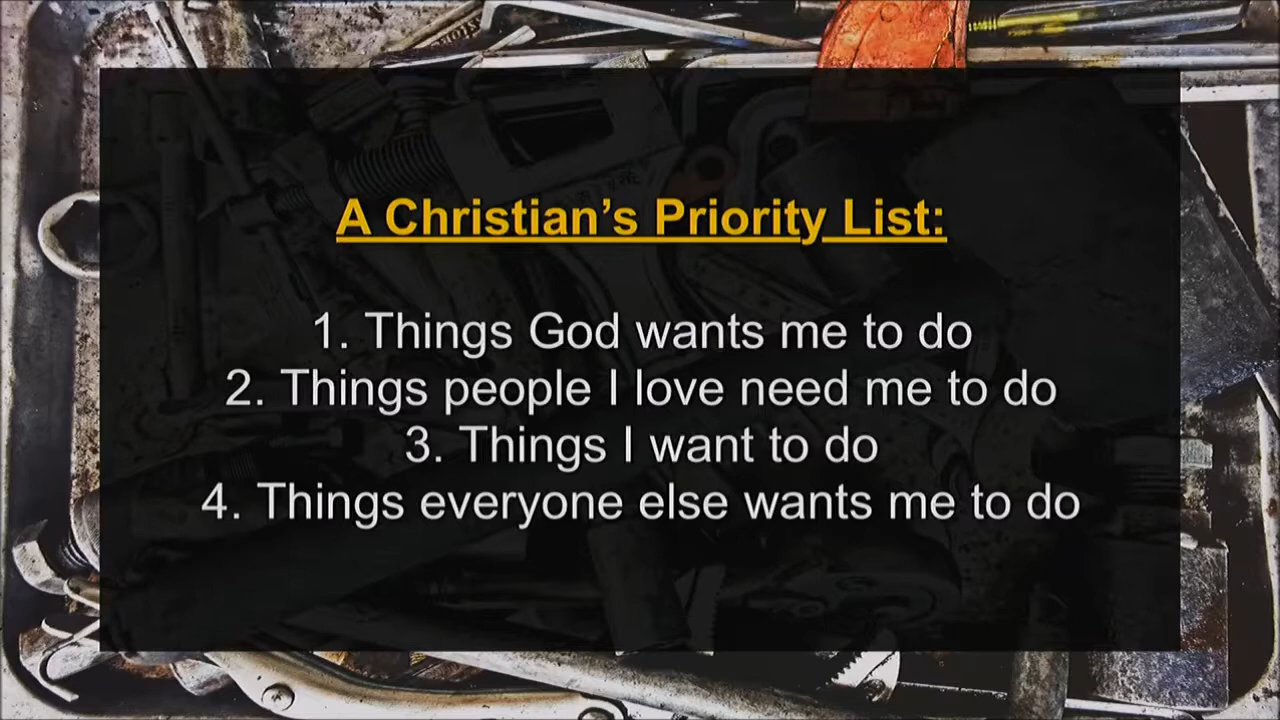 A Christian’s Priority List:
1. Things God wants me to do
2. Things people I love need me to do
3. Things I want to do
4. Things everyone else wants me to do